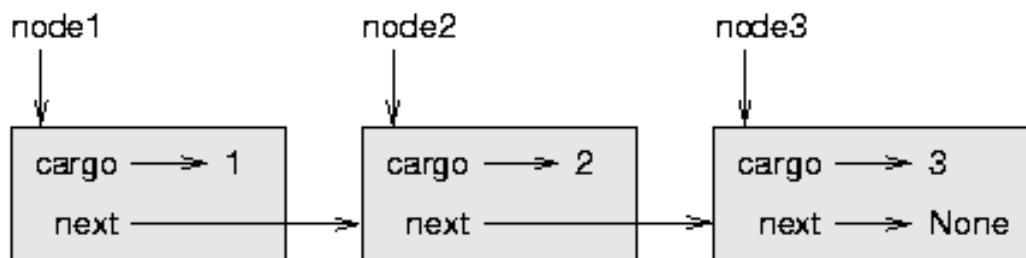 node1 node2 node3
cargo 1 cargo 2 cargo 3
next next next None